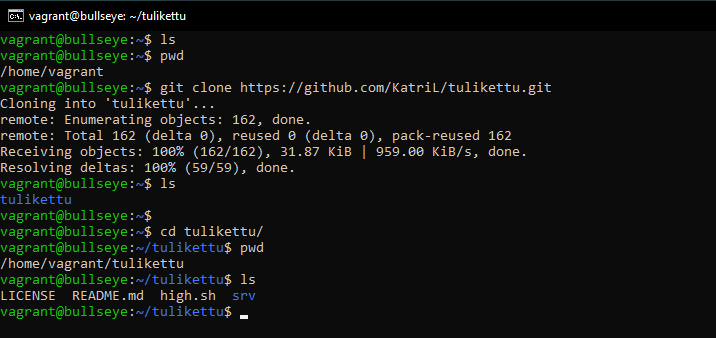 vagrant@bullseye: ~/tulikettu
vagrant@bullseye:~$ ls
vagrant@bullseye:~$ pwd
/home/vagrant
vagrant@bullseye:~$ git clone https://github.com/KatriL/tulikettu.git
Cloning into 'tulikettu'...
remote: Enumerating objects: 162, done.
remote: Total 162 (delta 0), reused 0 (delta 0), pack-reused 162
Receiving objects: 100% (162/162), 31.87 KiB | 959.00 KiB/s, done.
Resolving deltas: 100% (59/59), done.
vagrant@bullseye:~$ ls
tulikettu
vagrant@bullseye:~$
vagrant@bullseye:~$ cd tulikettu/
vagrant@bullseye:~/tulikettu$ pwd
/home/vagrant/tulikettu
vagrant@bullseye:~/tulikettu$ ls
LICENSE  README.md  high.sh  srv
vagrant@bullseye:~/tulikettu$